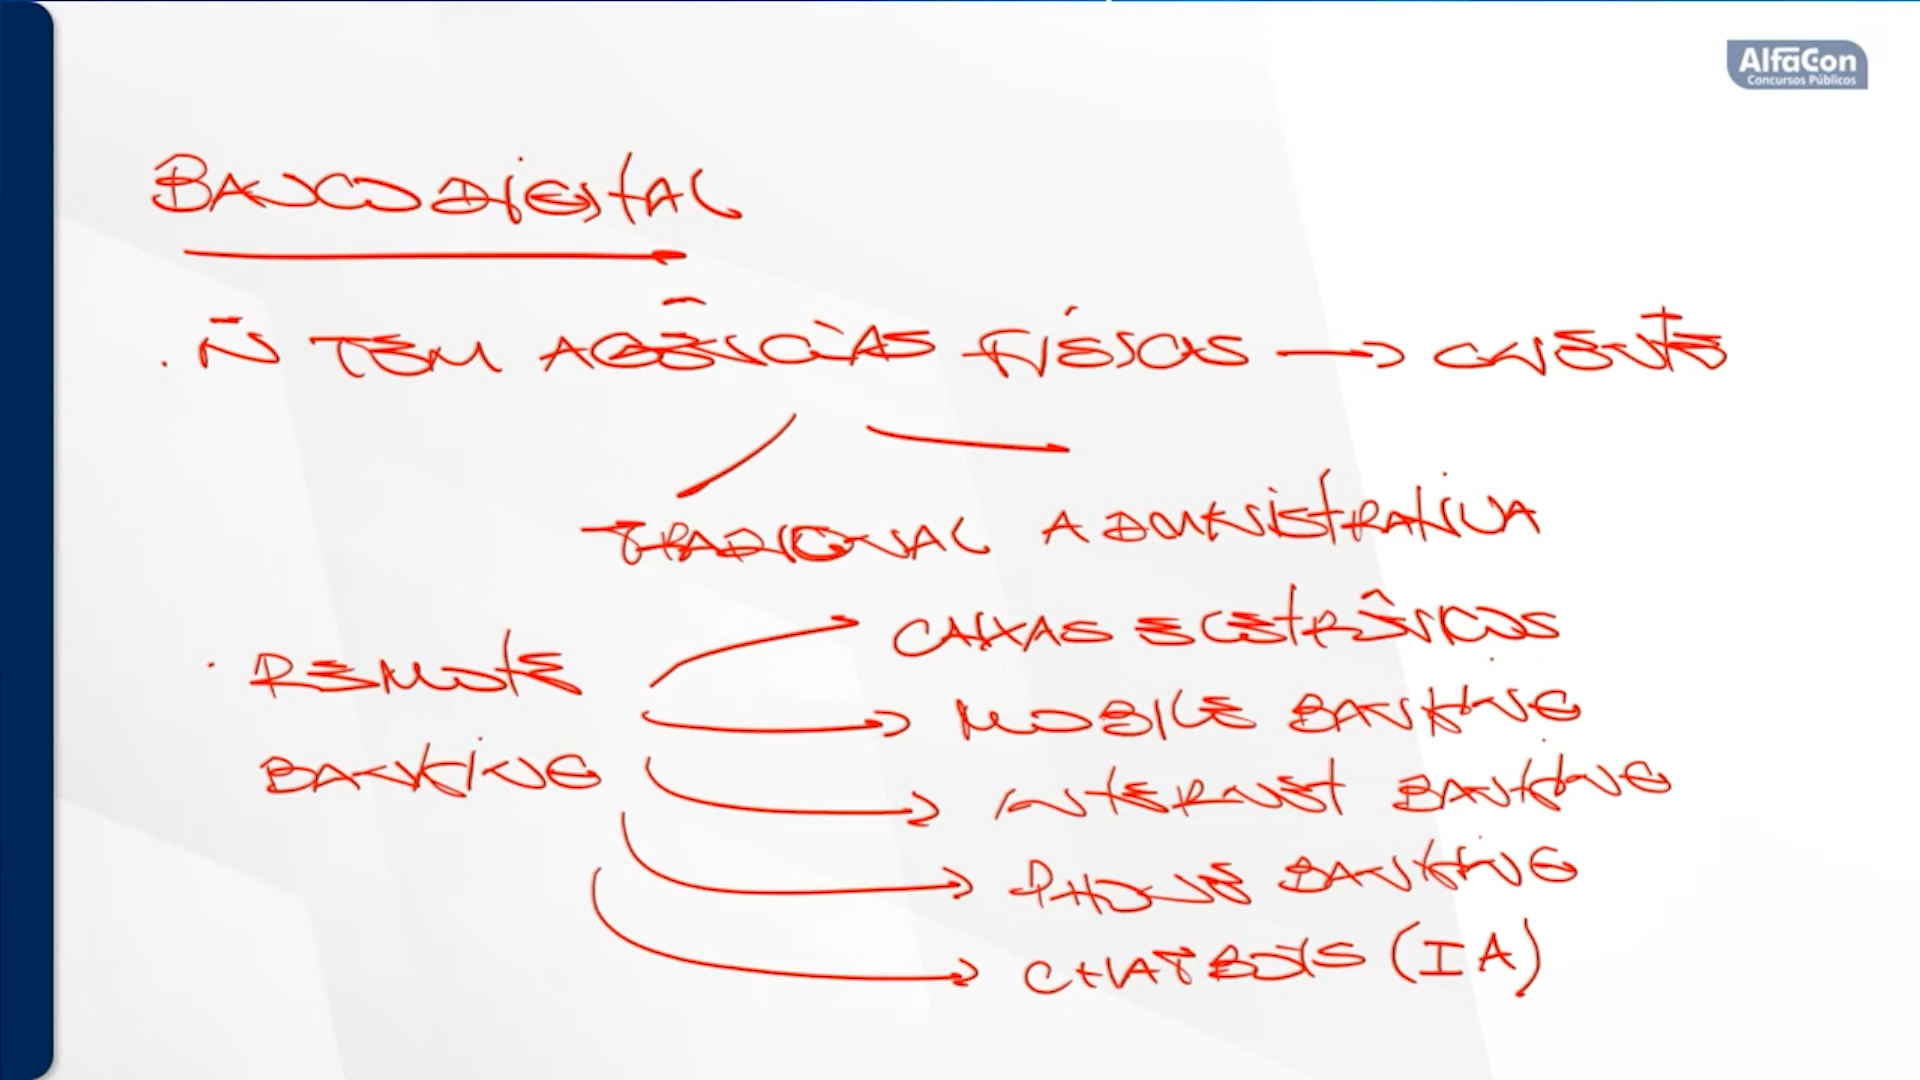 AlfaCon
Concursos Públicos
BANCO DIGITAL
. Ñ TEM AGÊNCIAS FÍSICAS → CLIENTE
TRADICIONAL ADMINISTRATIVA
CAIXAS ELETRÔNICOS
. REMOTE
MOBILE BANKING
BANKING
INTERNET BANKING
PHONE BANKING
CHATBOTS (IA)